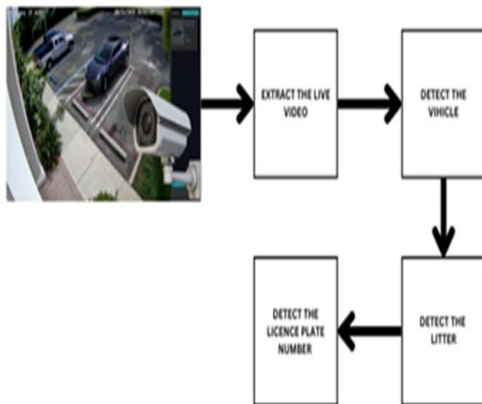 EXTRACT THE LIVE
VIDEO
DETECT THE
VIHICLE
DETECT THE
LICENCE PLATE
NUMBER
DETECT THE
LITTER